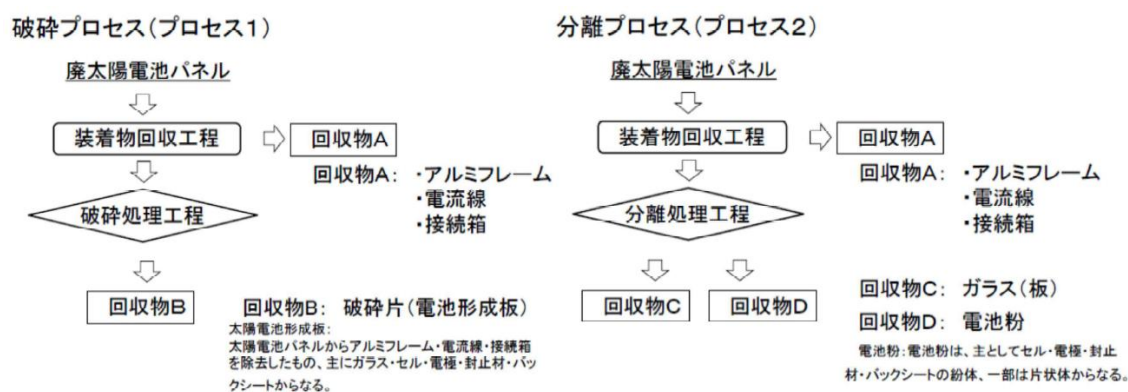 破砕プロセス(プロセス1)
廃太陽電池パネル
装着物回収工程
回収物A
回収物A: ・アルミフレーム
・電流線
・接続箱
破砕処理工程
回収物B
回収物B: 破砕片(電池形成板)
太陽電池形成板:
太陽電池パネルからアルミフレーム・電流線・接続箱
を除去したもの、主にガラス・セル・電極・封止材・バッ
クシートからなる。
分離プロセス(プロセス2)
廃太陽電池パネル
装着物回収工程
回収物A
回収物A: ・アルミフレーム
・電流線
・接続箱
分離処理工程
回収物C
回収物D
回収物C: ガラス(板)
回収物D: 電池粉
電池粉:電池粉は、主としてセル・電極・封止
材・バックシートの紛体、一部は片状体からなる。